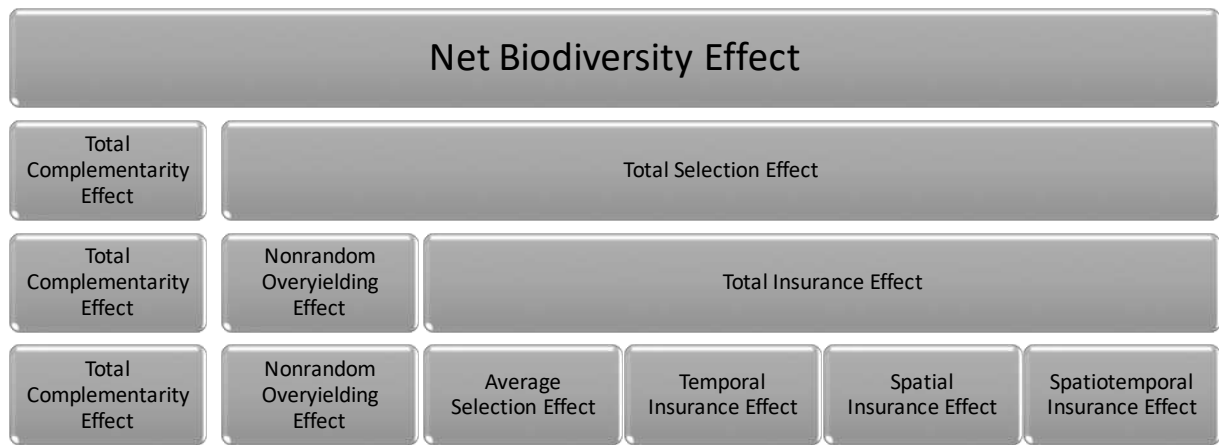 Net Biodiversity Effect
Total
Complementarity
Effect
Total Selection Effect
Total
Complementarity
Effect
Nonrandom
Overyielding
Effect
Total Insurance Effect
Total
Complementarity
Effect
Nonrandom
Overyielding
Effect
Average
Selection Effect
Temporal
Insurance Effect
Spatial
Insurance Effect
Spatiotemporal
Insurance Effect